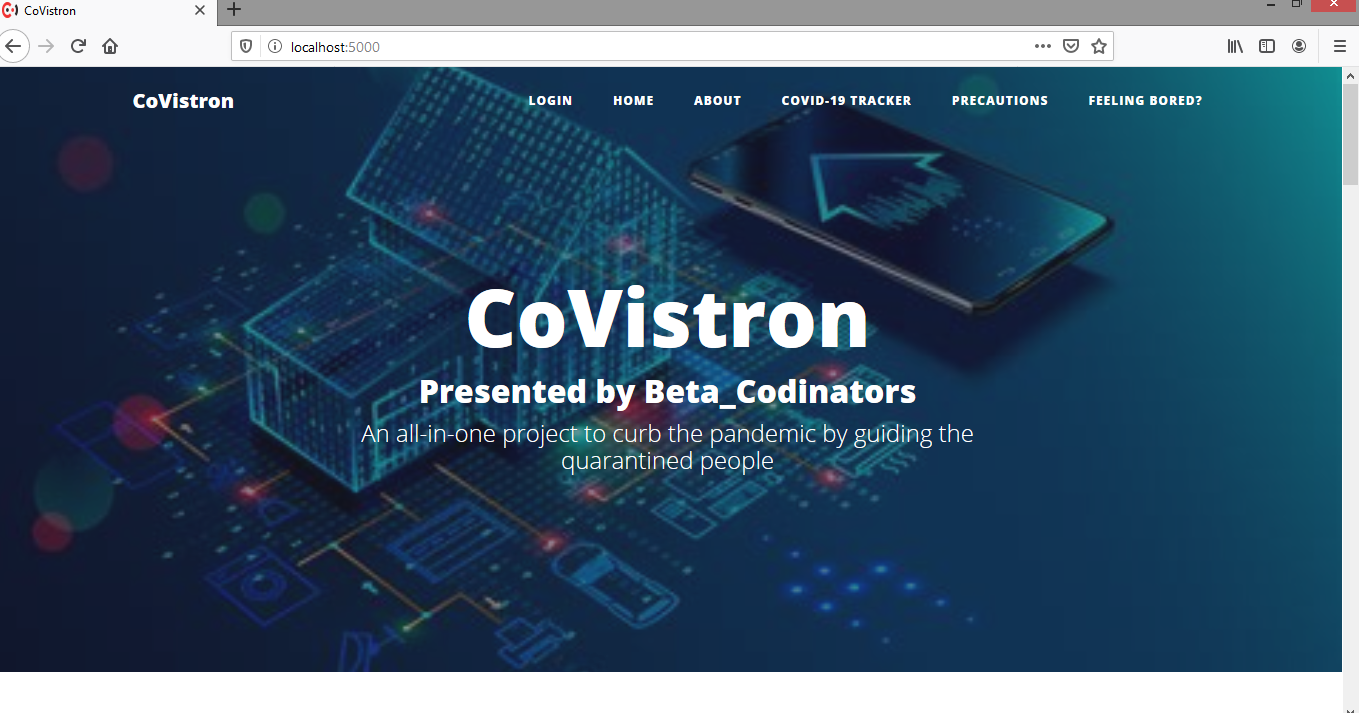 CoVistron
localhost:5000
CoVistron
LOGIN HOME ABOUT COVID-19 TRACKER PRECAUTIONS FEELING BORED?
CoVistron
Presented by Beta_Codinators
An all-in-one project to curb the pandemic by guiding the
quarantined people